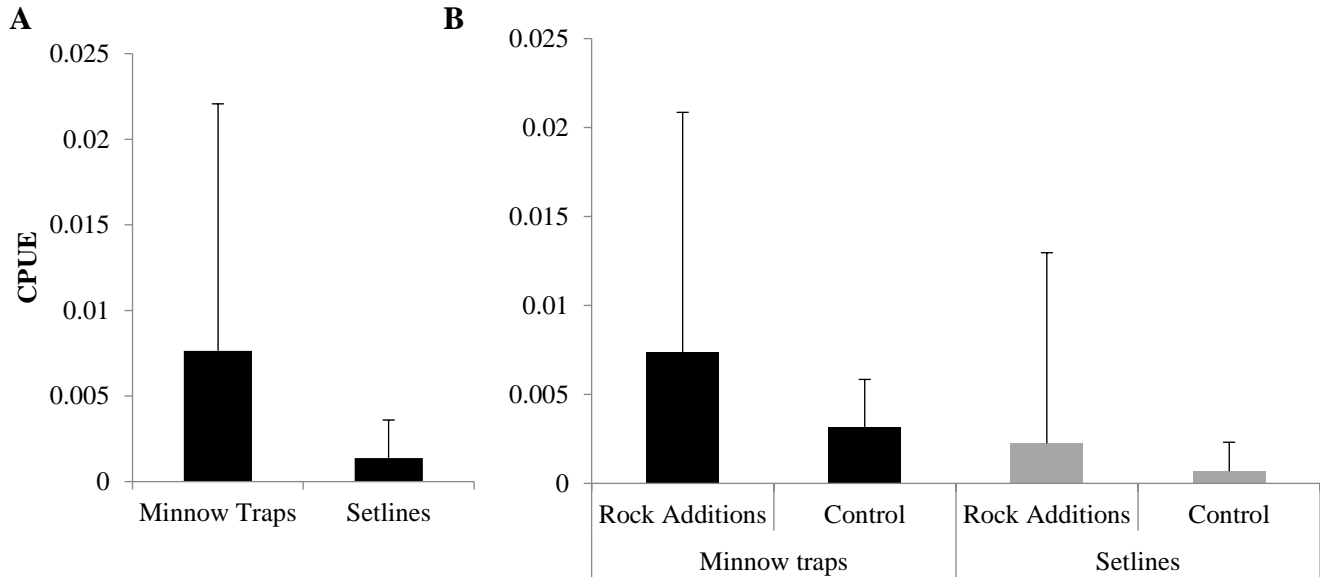 A
CPUE
0.025
0.02
0.015
0.01
0.005
0
Minnow Traps Setlines
B
0.025
0.02
0.015
0.01
0.005
0
Rock Additions Control Rock Additions Control
Minnow traps Setlines